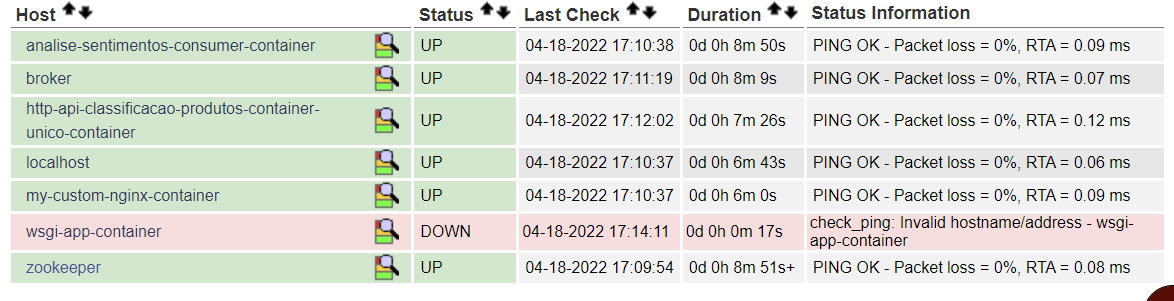 Host Status Last Check Duration Status Information
analise-sentimentos-consumer-container UP 04-18-2022 17:10:38 0d 0h 8m 50s PING OK - Packet loss = 0%, RTA = 0.09 ms
broker UP 04-18-2022 17:11:19 0d 0h 8m 9s PING OK - Packet loss = 0%, RTA = 0.07 ms
http-api-classificacao-produtos-container-
unico-container UP 04-18-2022 17:12:02 0d 0h 7m 26s PING OK - Packet loss = 0%, RTA = 0.12 ms
localhost UP 04-18-2022 17:10:37 0d 0h 6m 43s PING OK - Packet loss = 0%, RTA = 0.06 ms
my-custom-nginx-container UP 04-18-2022 17:10:37 0d 0h 6m 0s PING OK - Packet loss = 0%, RTA = 0.09 ms
wsgi-app-container DOWN 04-18-2022 17:14:11 0d 0h 0m 17s check_ping: Invalid hostname/address - wsgi-
app-container
zookeeper UP 04-18-2022 17:09:54 0d 0h 8m 51s+ PING OK - Packet loss = 0%, RTA = 0.08 ms